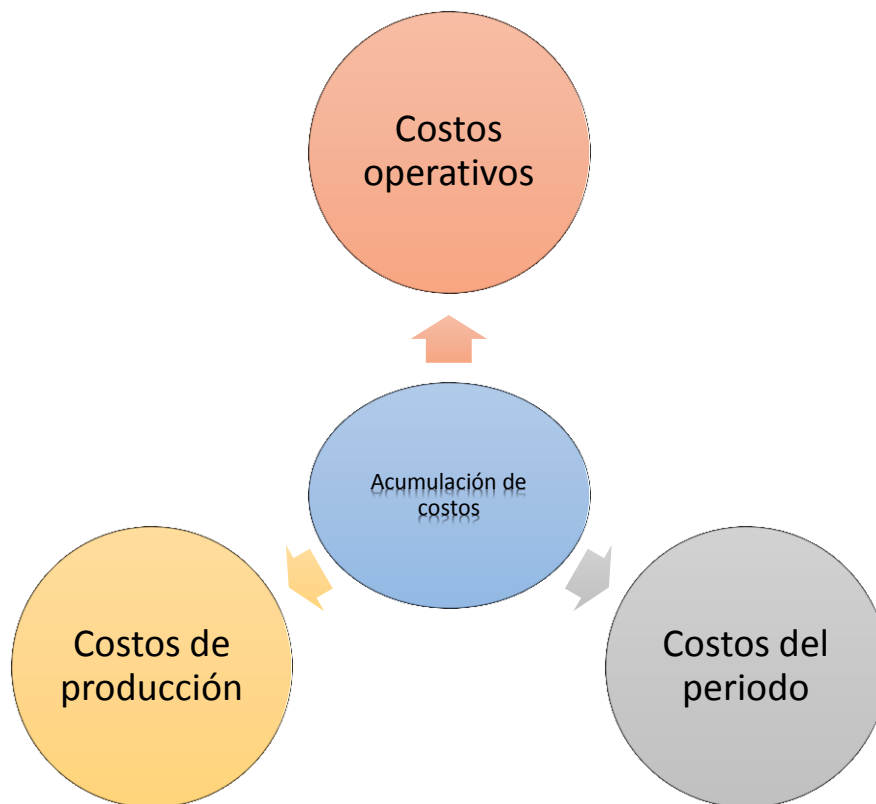 Costos
operativos
Acumulación de
costos
Costos de
producción
Costos del
periodo